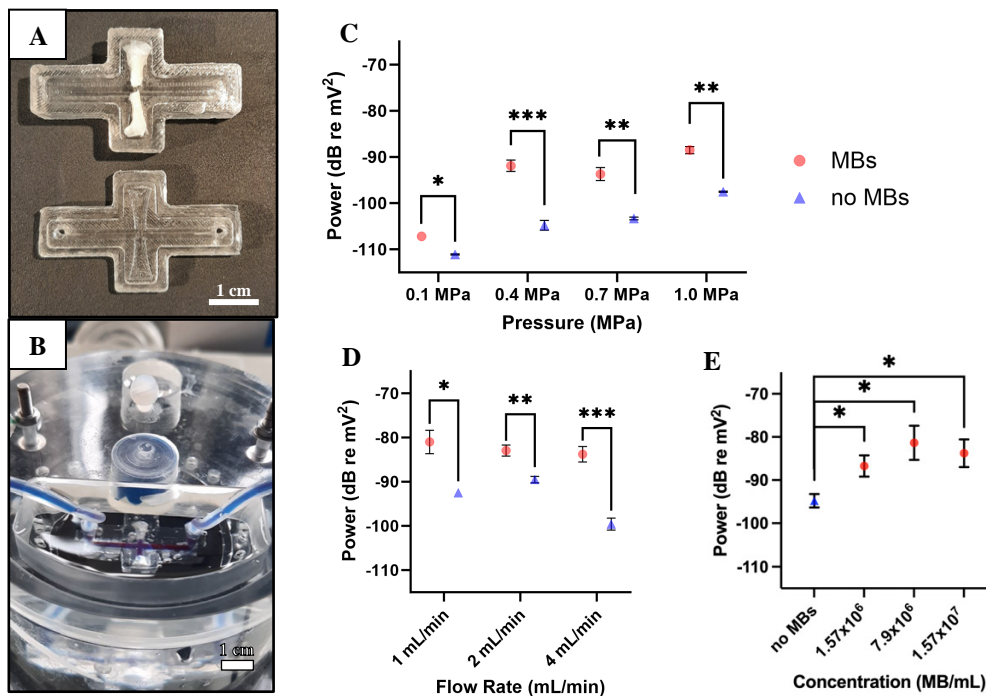 A
1 cm
B
1 cm
C
Power (dB re mV²)
-70
-80
-90
-100
-110
*
***
**
**
0.1 MPa
0.4 MPa
0.7 MPa
1.0 MPa
Pressure (MPa)
MBs
no MBs
D
Power (dB re mV²)
-70
-80
-90
-100
-110
*
**
***
1 mL/min
2 mL/min
4 mL/min
Flow Rate (mL/min)
E
Power (dB re mV²)
-70
-80
-90
-100
-110
*
*
*
no MBs
1.57x10⁶
7.9x10⁶
1.57x10⁷
Concentration (MB/mL)